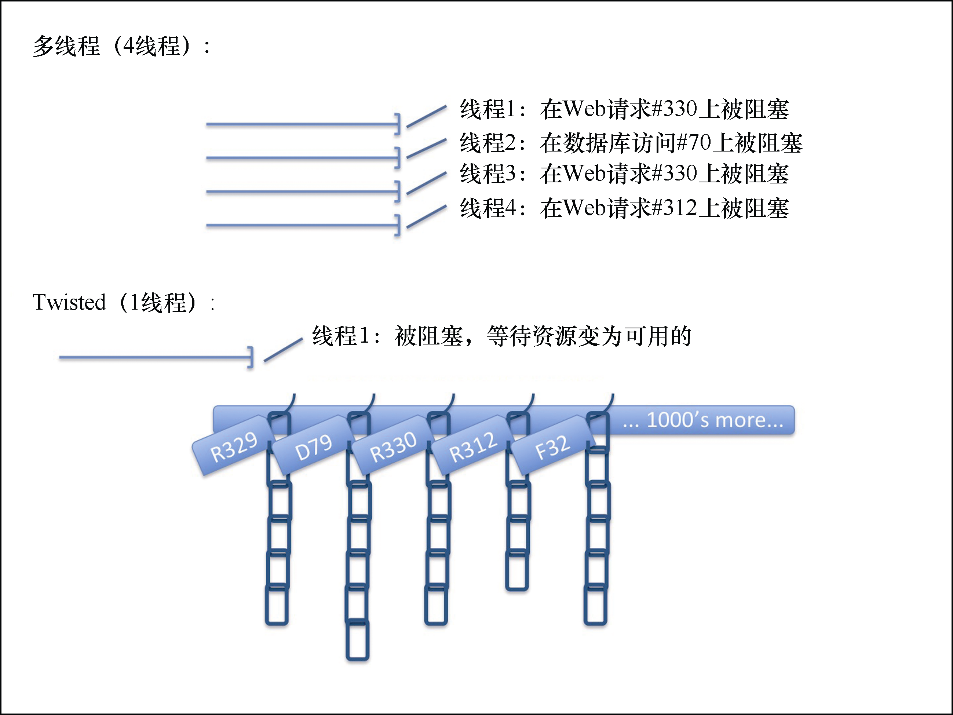 多线程（4线程）:
线程1：在Web请求#330上被阻塞
线程2：在数据库访问#70上被阻塞
线程3：在Web请求#330上被阻塞
线程4：在Web请求#312上被阻塞
Twisted（1线程）:
线程1：被阻塞，等待资源变为可用的
... 1000’s more...
R329
D79
R330
R312
F32